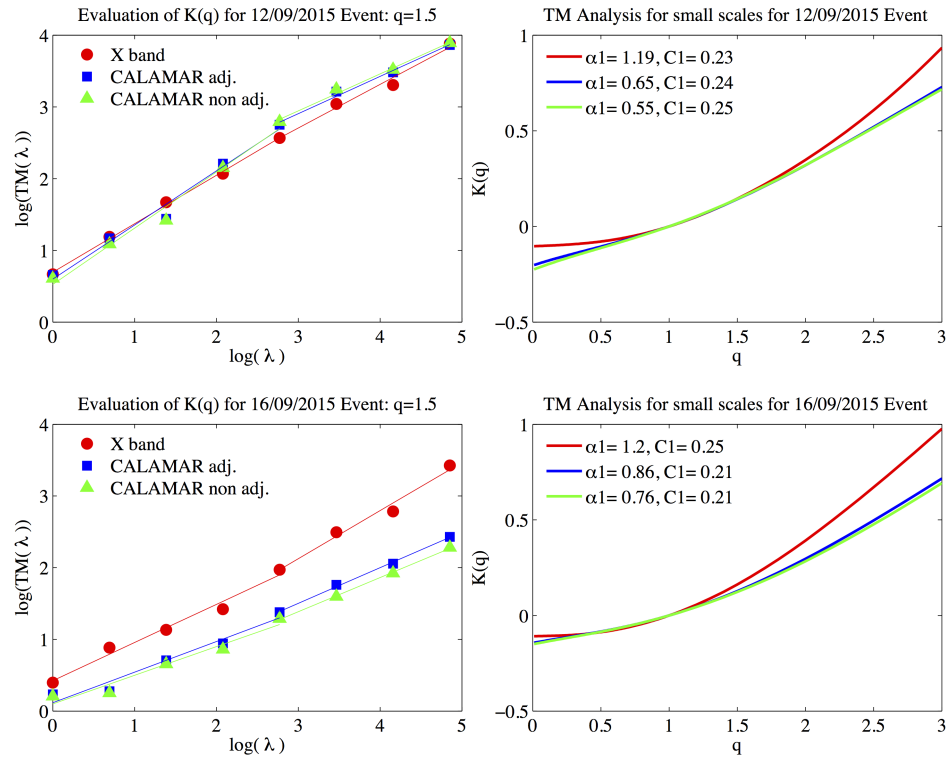 Evaluation of K(q) for 12/09/2015 Event: q=1.5
4
3
2
1
0
log(TM( λ ))
X band
CALAMAR adj.
CALAMAR non adj.
0 1 2 3 4 5
log( λ )
TM Analysis for small scales for 12/09/2015 Event
1
0.5
0
−0.5
K(q)
α1= 1.19, C1= 0.23
α1= 0.65, C1= 0.24
α1= 0.55, C1= 0.25
0 0.5 1 1.5 2 2.5 3
q
Evaluation of K(q) for 16/09/2015 Event: q=1.5
4
3
2
1
0
log(TM( λ ))
X band
CALAMAR adj.
CALAMAR non adj.
0 1 2 3 4 5
log( λ )
TM Analysis for small scales for 16/09/2015 Event
1
0.5
0
−0.5
K(q)
α1= 1.2, C1= 0.25
α1= 0.86, C1= 0.21
α1= 0.76, C1= 0.21
0 0.5 1 1.5 2 2.5 3
q